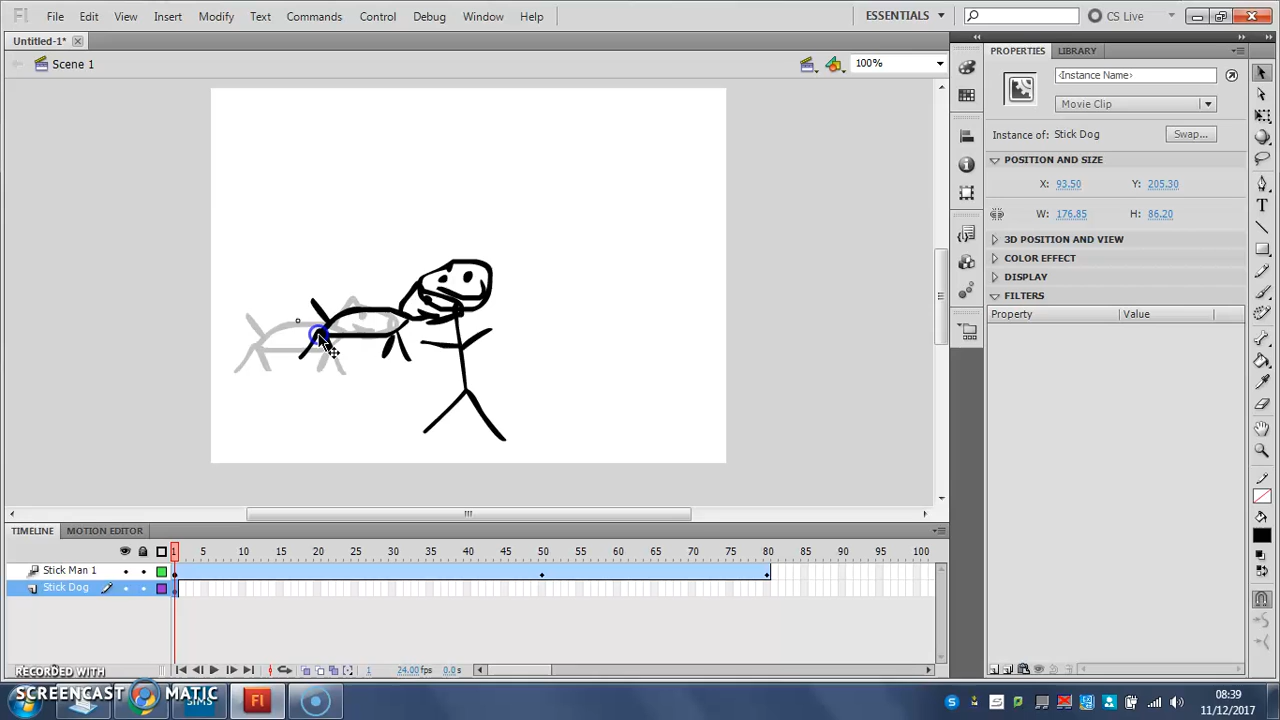 Fl File Edit View Insert Modify Text Commands Control Debug Window Help ESSENTIALS CS Live
Untitled-1*
Scene 1 100%
PROPERTIES LIBRARY
<Instance Name>
Movie Clip
Instance of: Stick Dog Swap...
POSITION AND SIZE
X: 93.50 Y: 205.30
W: 176.85 H: 86.20
3D POSITION AND VIEW
COLOR EFFECT
DISPLAY
FILTERS
Property Value
TIMELINE MOTION EDITOR
1 5 10 15 20 25 30 35 40 45 50 55 60 65 70 75 80 85 90 95 100
Stick Man 1
Stick Dog
1 24.00 fps 0.0 s
RECORDED WITH
SCREENCAST MATIC
SIMS
Fl
08:39
11/12/2017